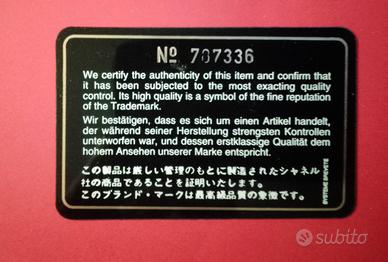 Nº 787336
We certify the authenticity of this item and confirm that
it has been subjected to the most exacting quality
control. Its high quality is a symbol of the fine reputation
of the Trademark.
Wir bestätigen, dass es sich um einen Artikel handelt,
der während seiner Herstellung strengsten Kontrollen
unterworfen war, und dessen erstklassige Qualität dem
hohem Ansehen unserer Marke entspricht.
この製品は厳しい管理のもとに製造されたシャネル
社の商品であることを証明いたします。
このブランド・マークは最高級品質の象徴です。
subito